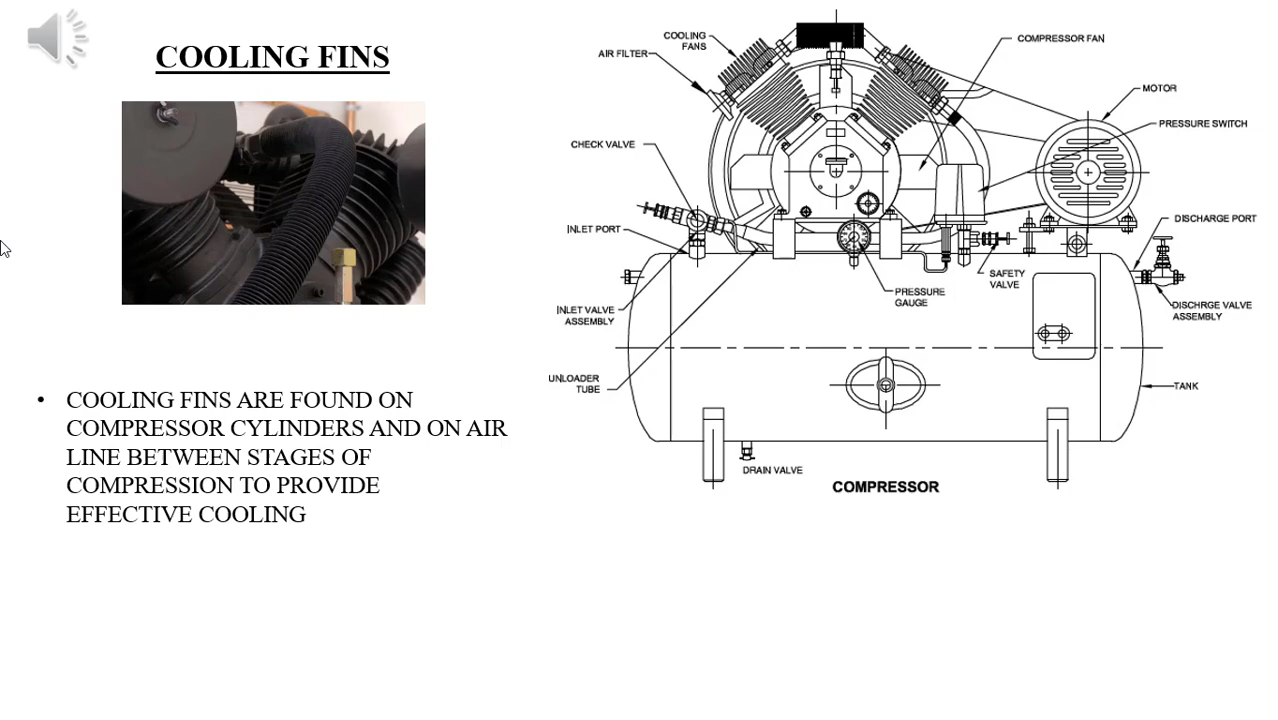 COOLING FINS
• COOLING FINS ARE FOUND ON
COMPRESSOR CYLINDERS AND ON AIR
LINE BETWEEN STAGES OF
COMPRESSION TO PROVIDE
EFFECTIVE COOLING
COOLING
FANS
AIR FILTER
CHECK VALVE
INLET PORT
INLET VALVE
ASSEMBLY
UNLOADER
TUBE
COMPRESSOR FAN
MOTOR
PRESSURE SWITCH
DISCHARGE PORT
SAFETY
VALVE
PRESSURE
GAUGE
DISCHRGE VALVE
ASSEMBLY
TANK
DRAIN VALVE
COMPRESSOR